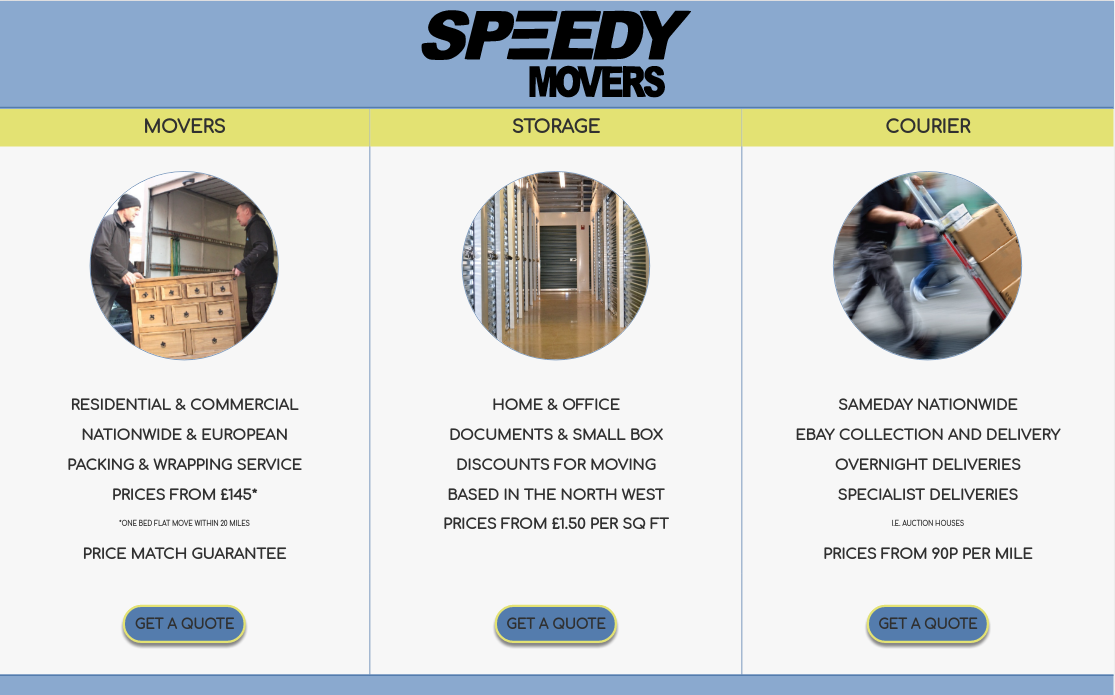 SPEEDY
MOVERS
MOVERS
STORAGE
COURIER
RESIDENTIAL & COMMERCIAL
NATIONWIDE & EUROPEAN
PACKING & WRAPPING SERVICE
PRICES FROM £145*
*ONE BED FLAT MOVE WITHIN 20 MILES
PRICE MATCH GUARANTEE
GET A QUOTE
HOME & OFFICE
DOCUMENTS & SMALL BOX
DISCOUNTS FOR MOVING
BASED IN THE NORTH WEST
PRICES FROM £1.50 PER SQ FT
GET A QUOTE
SAMEDAY NATIONWIDE
EBAY COLLECTION AND DELIVERY
OVERNIGHT DELIVERIES
SPECIALIST DELIVERIES
I.E. AUCTION HOUSES
PRICES FROM 90P PER MILE
GET A QUOTE